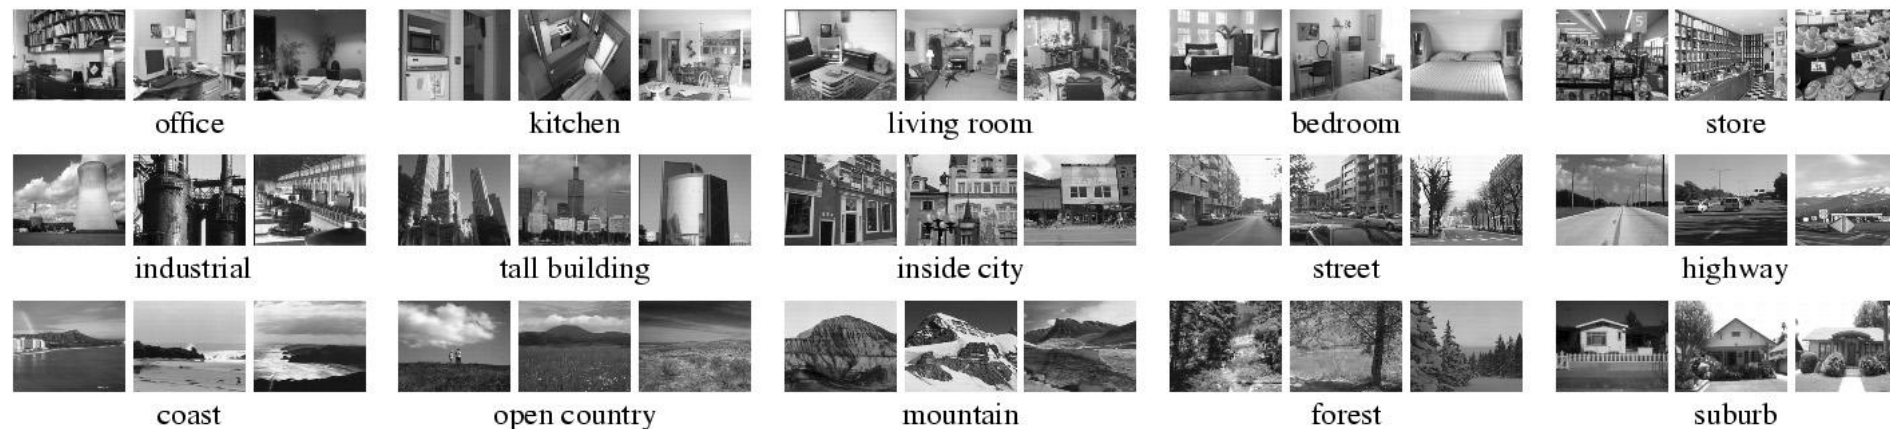 office
kitchen
living room
bedroom
store
industrial
tall building
inside city
street
highway
coast
open country
mountain
forest
suburb